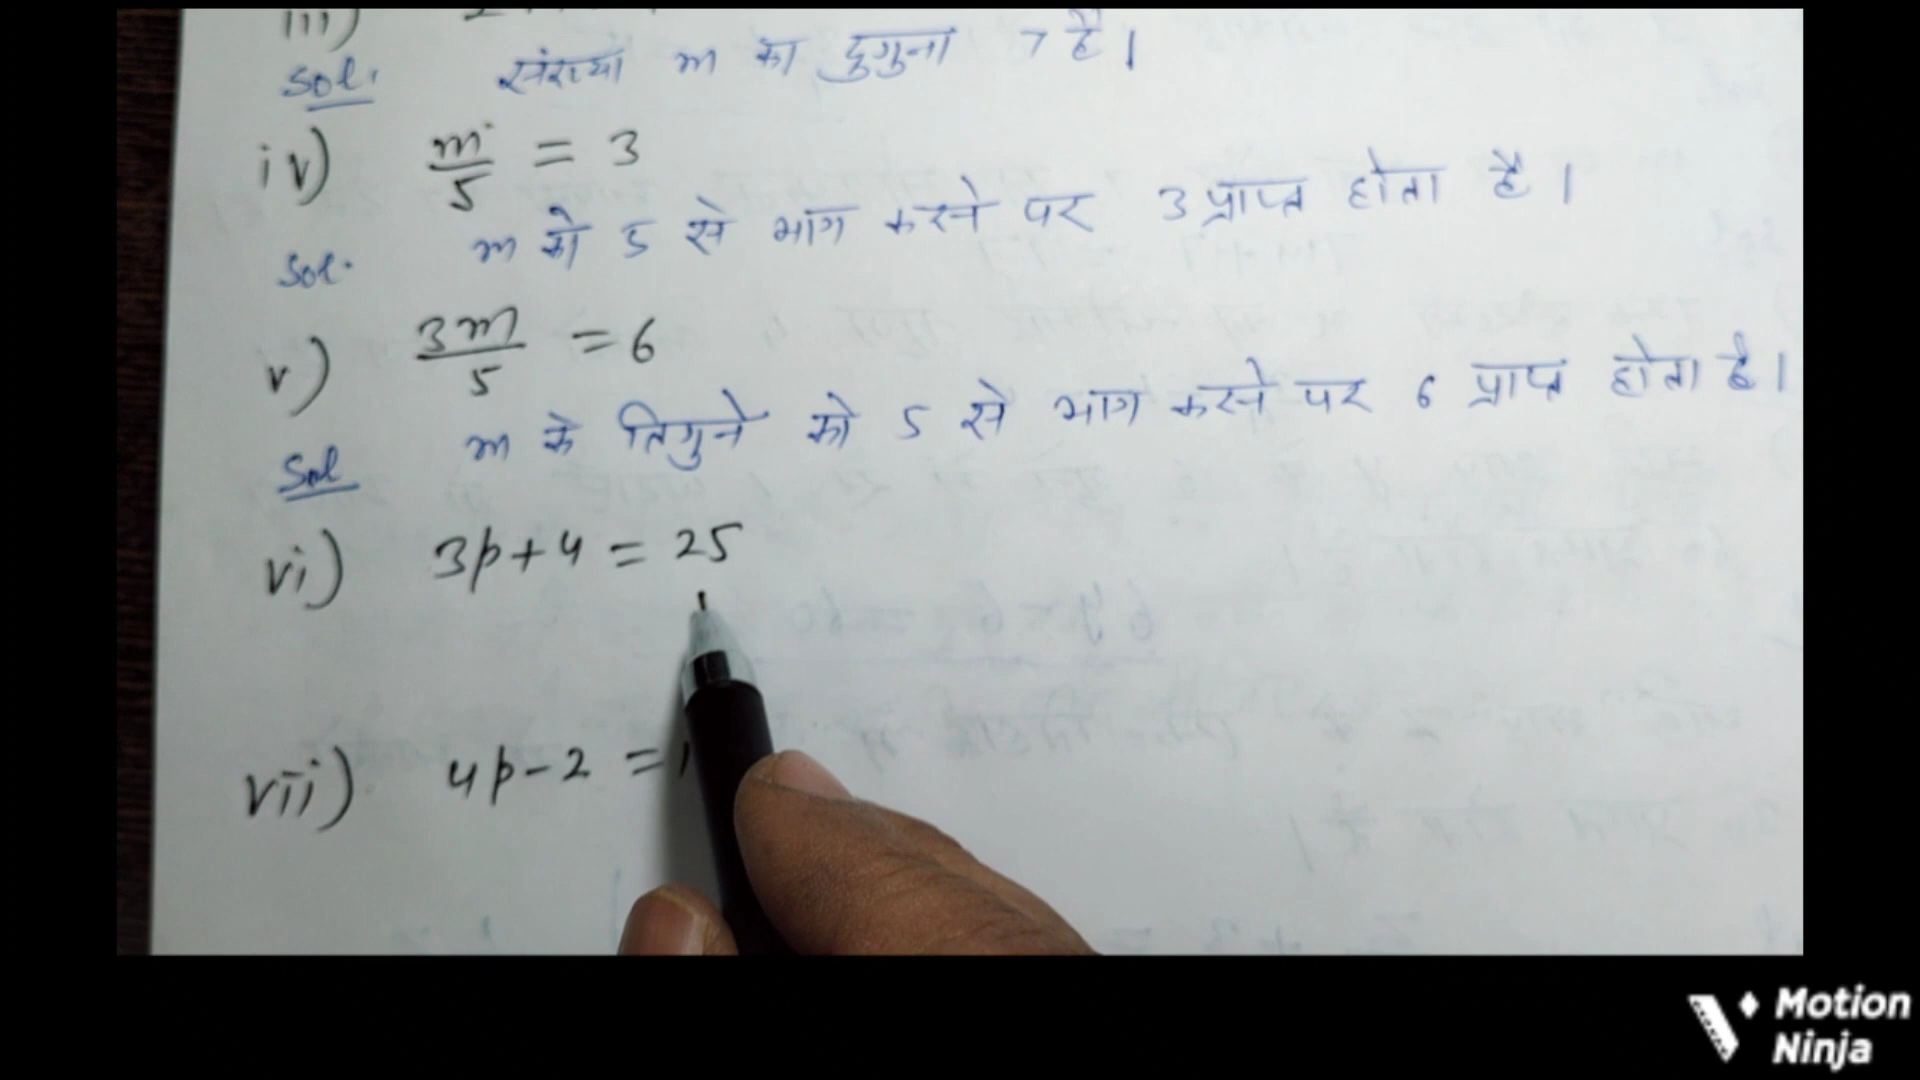 iii)
Sol. संख्या m का दुगुना 7 है।
iv) m/5 = 3
Sol. m को 5 से भाग करने पर 3 प्राप्त होता है।
v) 3m/5 = 6
Sol m के तिगुने को 5 से भाग करने पर 6 प्राप्त होता है।
vi) 3p+4 = 25
vii) 4p-2 =
Motion
Ninja